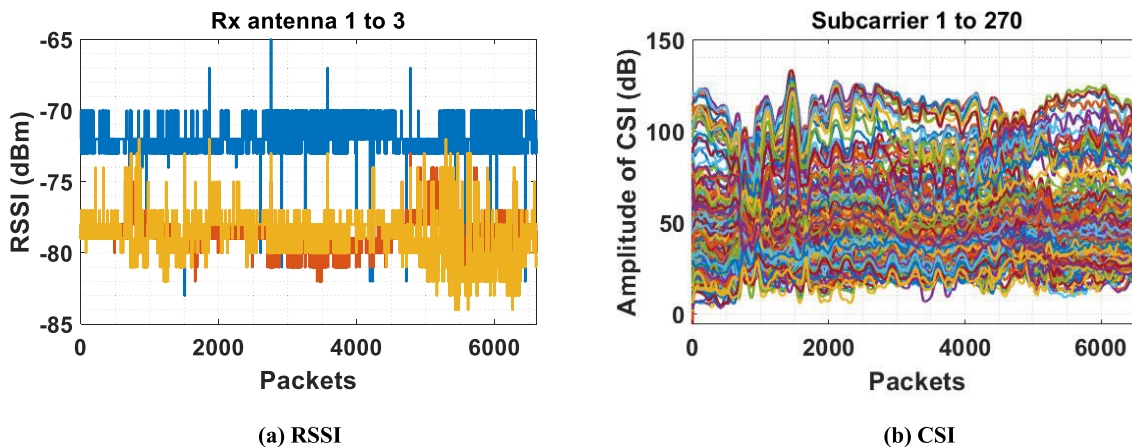 Rx antenna 1 to 3
-65
-70
-75
-80
-85
RSSI (dBm)
0 2000 4000 6000
Packets
(a) RSSI
Subcarrier 1 to 270
150
100
50
0
Amplitude of CSI (dB)
0 2000 4000 6000
Packets
(b) CSI